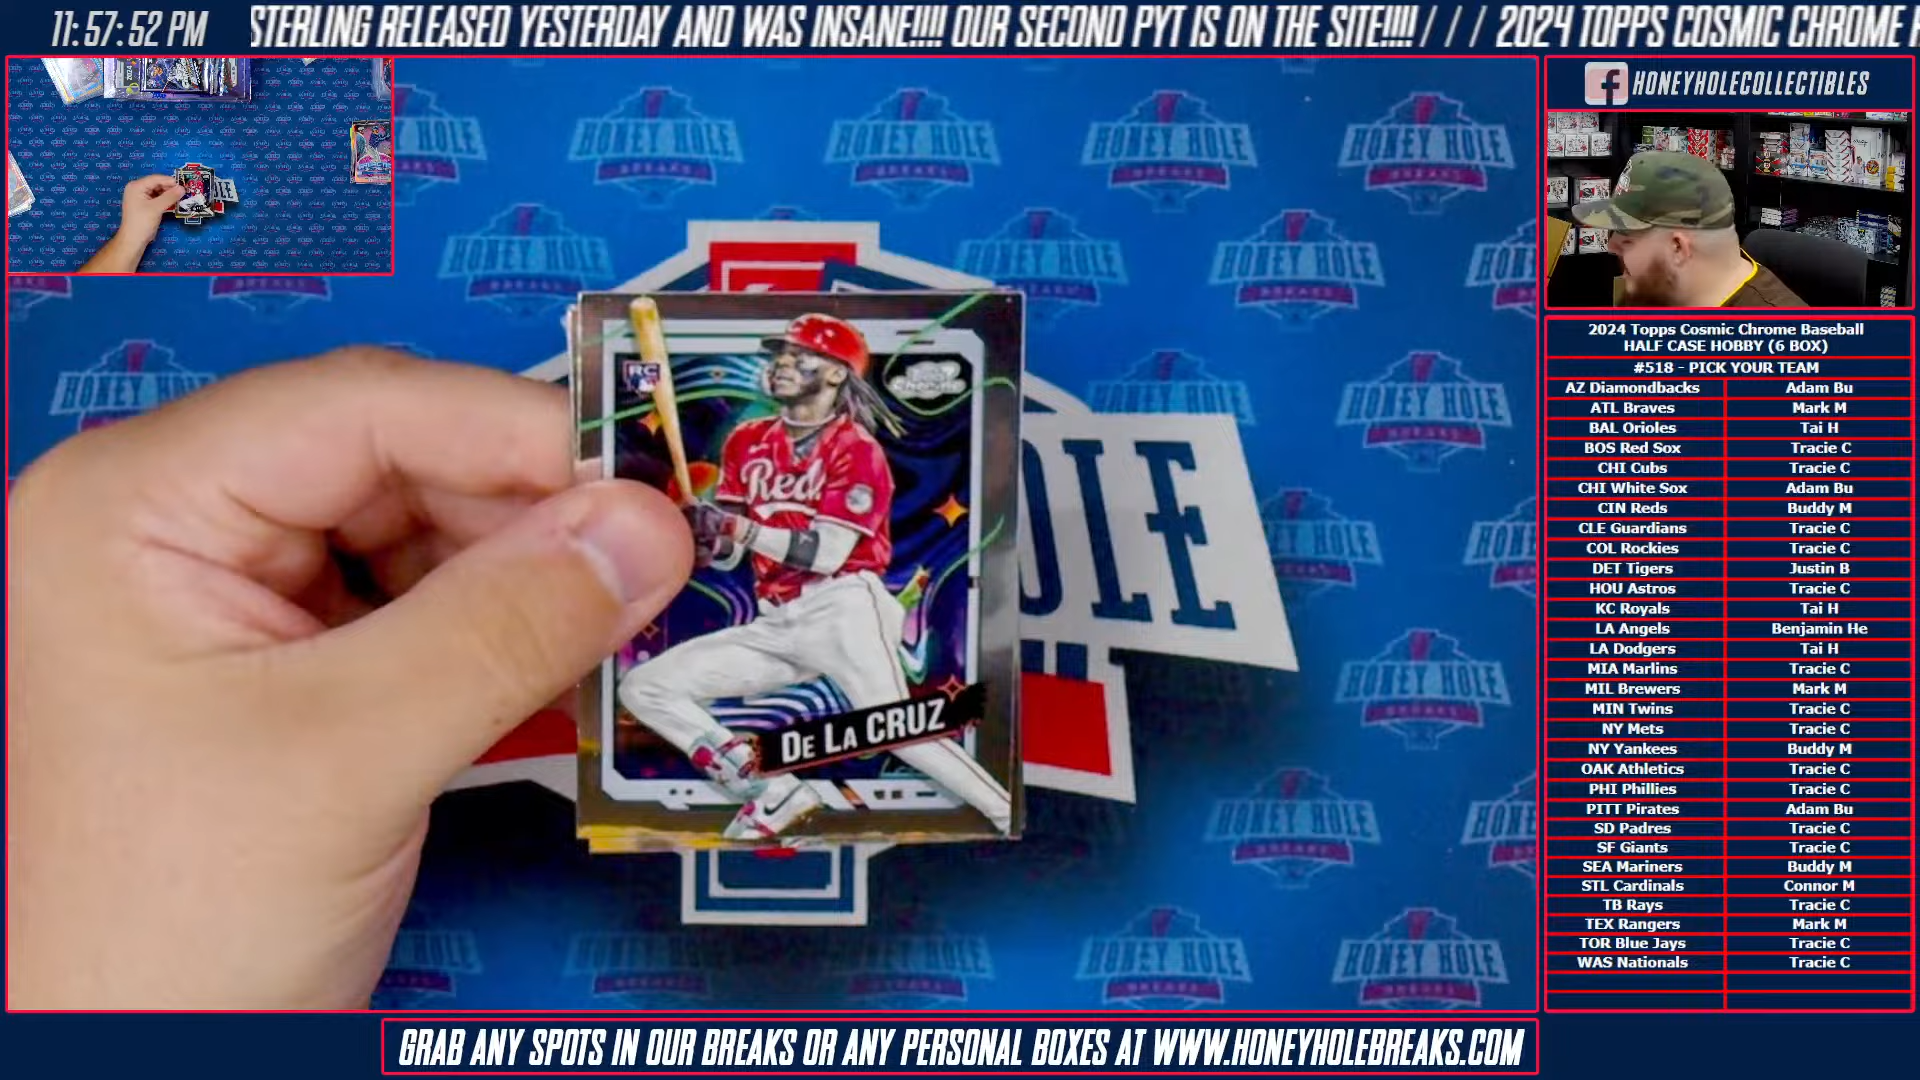 11:57:52 PM
STERLING RELEASED YESTERDAY AND WAS INSANE!!!! OUR SECOND PYT IS ON THE SITE!!!! / / / 2024 TOPPS COSMIC CHROME
HONEYHOLECOLLECTIBLES
2024 Topps Cosmic Chrome Baseball
HALF CASE HOBBY (6 BOX)
#518 - PICK YOUR TEAM
AZ Diamondbacks Adam Bu
ATL Braves Mark M
BAL Orioles Tai H
BOS Red Sox Tracie C
CHI Cubs Tracie C
CHI White Sox Adam Bu
CIN Reds Buddy M
CLE Guardians Tracie C
COL Rockies Tracie C
DET Tigers Justin B
HOU Astros Tracie C
KC Royals Tai H
LA Angels Benjamin He
LA Dodgers Tai H
MIA Marlins Tracie C
MIL Brewers Mark M
MIN Twins Tracie C
NY Mets Tracie C
NY Yankees Buddy M
OAK Athletics Tracie C
PHI Phillies Tracie C
PITT Pirates Adam Bu
SD Padres Tracie C
SF Giants Tracie C
SEA Mariners Buddy M
STL Cardinals Connor M
TB Rays Tracie C
TEX Rangers Mark M
TOR Blue Jays Tracie C
WAS Nationals Tracie C
HONEY HOLE
BREAKS
RC
Reds
DE LA CRUZ
OLE
GRAB ANY SPOTS IN OUR BREAKS OR ANY PERSONAL BOXES AT WWW.HONEYHOLEBREAKS.COM